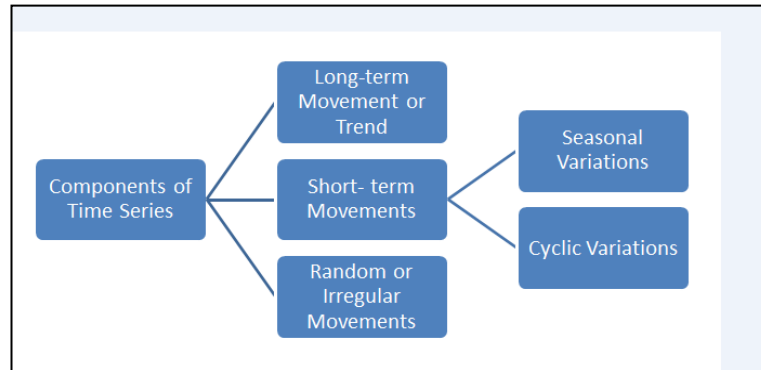 Components of
Time Series
Long-term
Movement or
Trend
Short- term
Movements
Random or
Irregular
Movements
Seasonal
Variations
Cyclic Variations